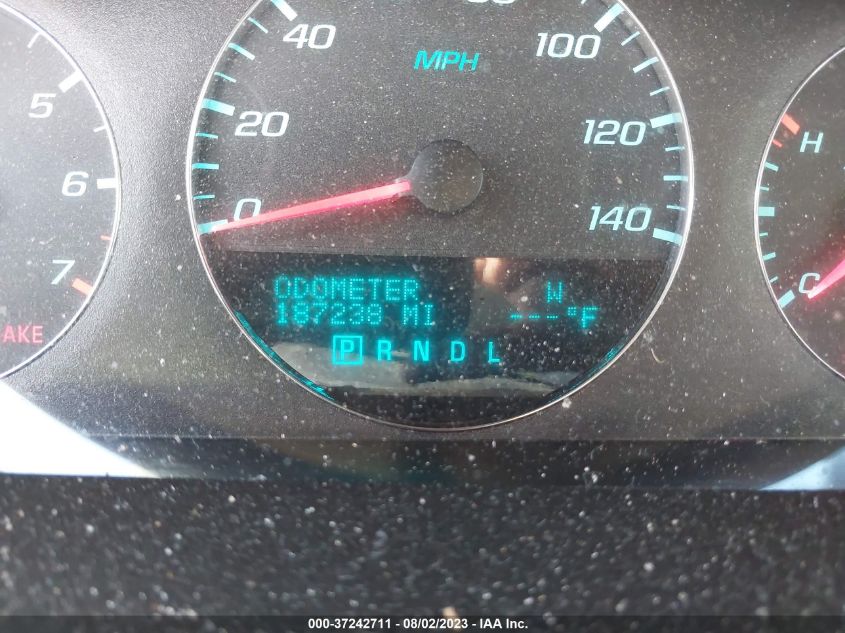 40
100
MPH
5
20
120
H
6
0
140
7
C
ODOMETER W
187238 MI ---°F
AKE
P R N D L
000-37242711 - 08/02/2023 - IAA Inc.